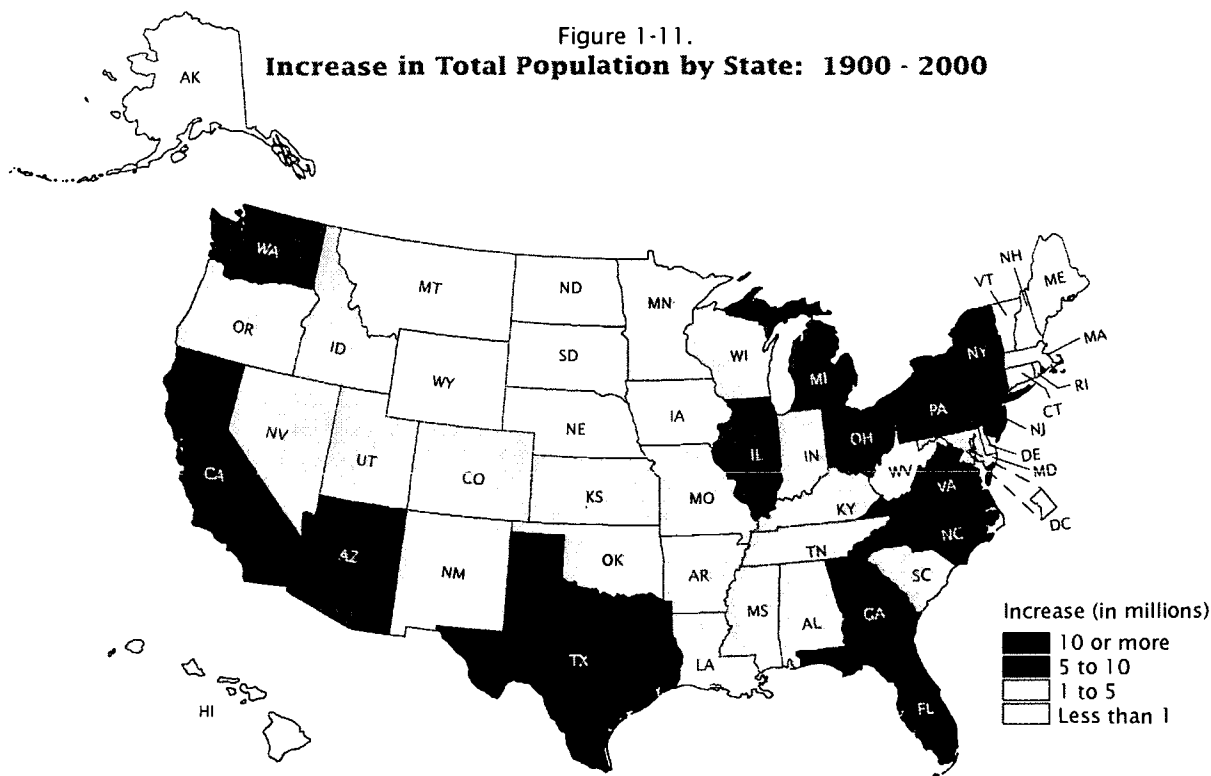 Figure 1-11.
Increase in Total Population by State: 1900 - 2000
AK
WA
MT
ND
MN
NH
VT
ME
OR
ID
SD
WI
NY
MA
WY
MI
RI
IA
PA
CT
NE
NJ
NV
OH
IL
IN
DE
UT
WV
MD
CA
CO
VA
KS
MO
KY
DC
NC
AZ
TN
OK
NM
AR
SC
MS
GA
AL
TX
LA
HI
FL
Increase (in millions)
10 or more
5 to 10
1 to 5
Less than 1